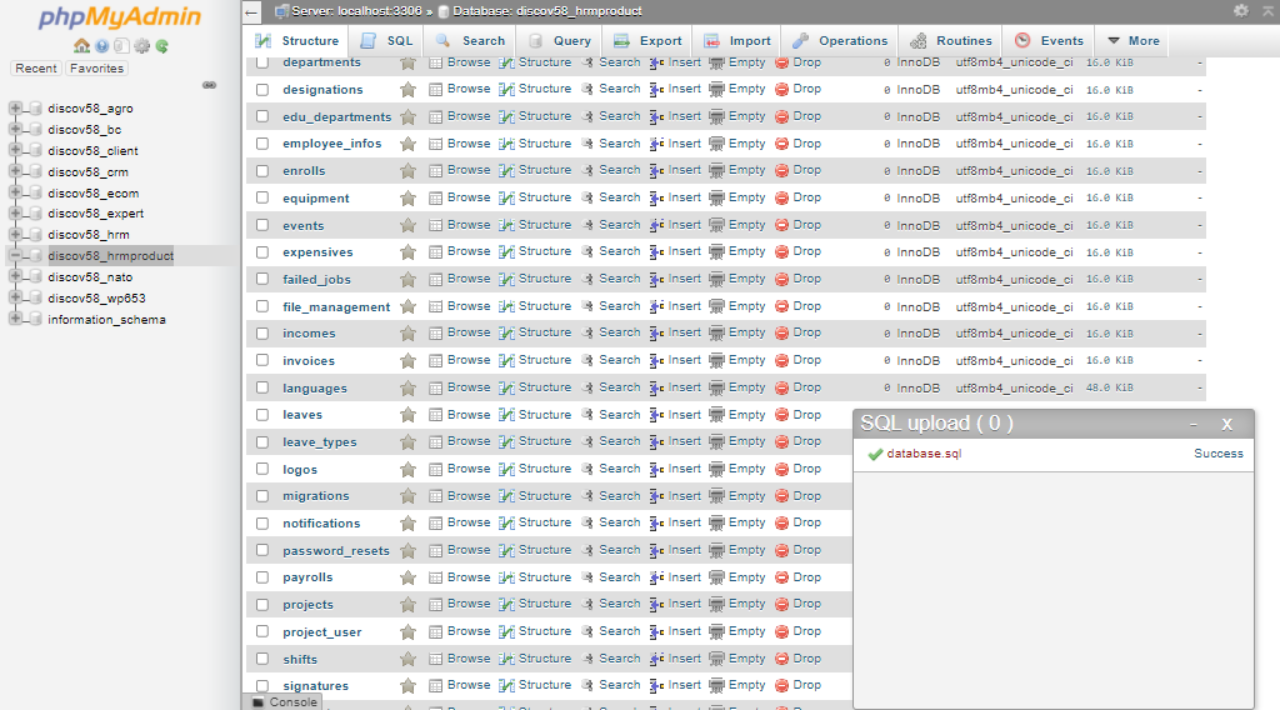 phpMyAdmin
Recent Favorites
discov58_agro
discov58_bc
discov58_client
discov58_crm
discov58_ecom
discov58_expert
discov58_hrm
discov58_hrmproduct
discov58_nato
discov58_wp653
information_schema
Server: localhost:3306 » Database: discov58_hrmproduct
Structure SQL Search Query Export Import Operations Routines Events More
departments Browse Structure Search Insert Empty Drop 0 InnoDB utf8mb4_unicode_ci 16.0 KiB -
designations Browse Structure Search Insert Empty Drop 0 InnoDB utf8mb4_unicode_ci 16.0 KiB -
edu_departments Browse Structure Search Insert Empty Drop 0 InnoDB utf8mb4_unicode_ci 16.0 KiB -
employee_infos Browse Structure Search Insert Empty Drop 0 InnoDB utf8mb4_unicode_ci 16.0 KiB -
enrolls Browse Structure Search Insert Empty Drop 0 InnoDB utf8mb4_unicode_ci 16.0 KiB -
equipment Browse Structure Search Insert Empty Drop 0 InnoDB utf8mb4_unicode_ci 16.0 KiB -
events Browse Structure Search Insert Empty Drop 0 InnoDB utf8mb4_unicode_ci 16.0 KiB -
expensives Browse Structure Search Insert Empty Drop 0 InnoDB utf8mb4_unicode_ci 16.0 KiB -
failed_jobs Browse Structure Search Insert Empty Drop 0 InnoDB utf8mb4_unicode_ci 16.0 KiB -
file_management Browse Structure Search Insert Empty Drop 0 InnoDB utf8mb4_unicode_ci 16.0 KiB -
incomes Browse Structure Search Insert Empty Drop 0 InnoDB utf8mb4_unicode_ci 16.0 KiB -
invoices Browse Structure Search Insert Empty Drop 0 InnoDB utf8mb4_unicode_ci 16.0 KiB -
languages Browse Structure Search Insert Empty Drop 0 InnoDB utf8mb4_unicode_ci 48.0 KiB -
leaves Browse Structure Search Insert Empty Drop
leave_types Browse Structure Search Insert Empty Drop
logos Browse Structure Search Insert Empty Drop
migrations Browse Structure Search Insert Empty Drop
notifications Browse Structure Search Insert Empty Drop
password_resets Browse Structure Search Insert Empty Drop
payrolls Browse Structure Search Insert Empty Drop
projects Browse Structure Search Insert Empty Drop
project_user Browse Structure Search Insert Empty Drop
shifts Browse Structure Search Insert Empty Drop
signatures Browse Structure Search Insert Empty Drop
Console
SQL upload ( 0 ) - x
database.sql Success